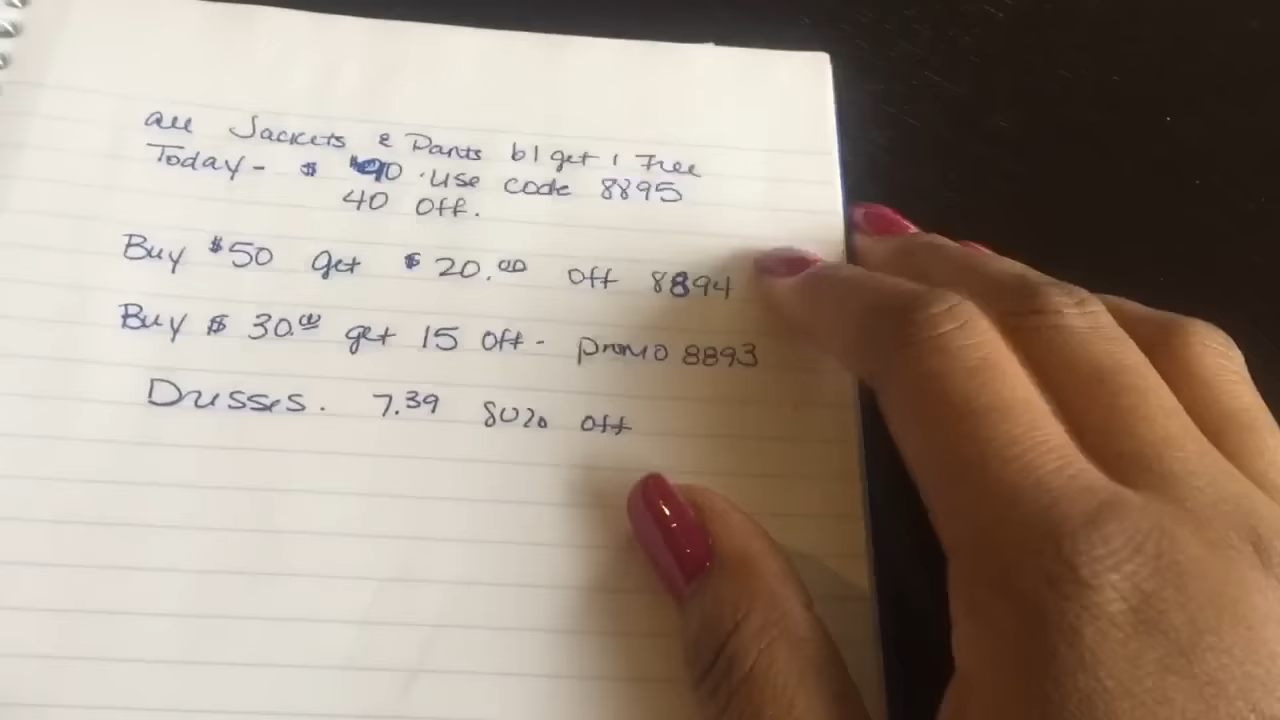 all Jackets & Pants b1 get 1 Free
Today - $ 90 . use code 8895
40 Off.
Buy $50 get $20.00 off 8894
Buy $30.00 get 15 Off - promo 8893
Dresses. 7.39 80% off